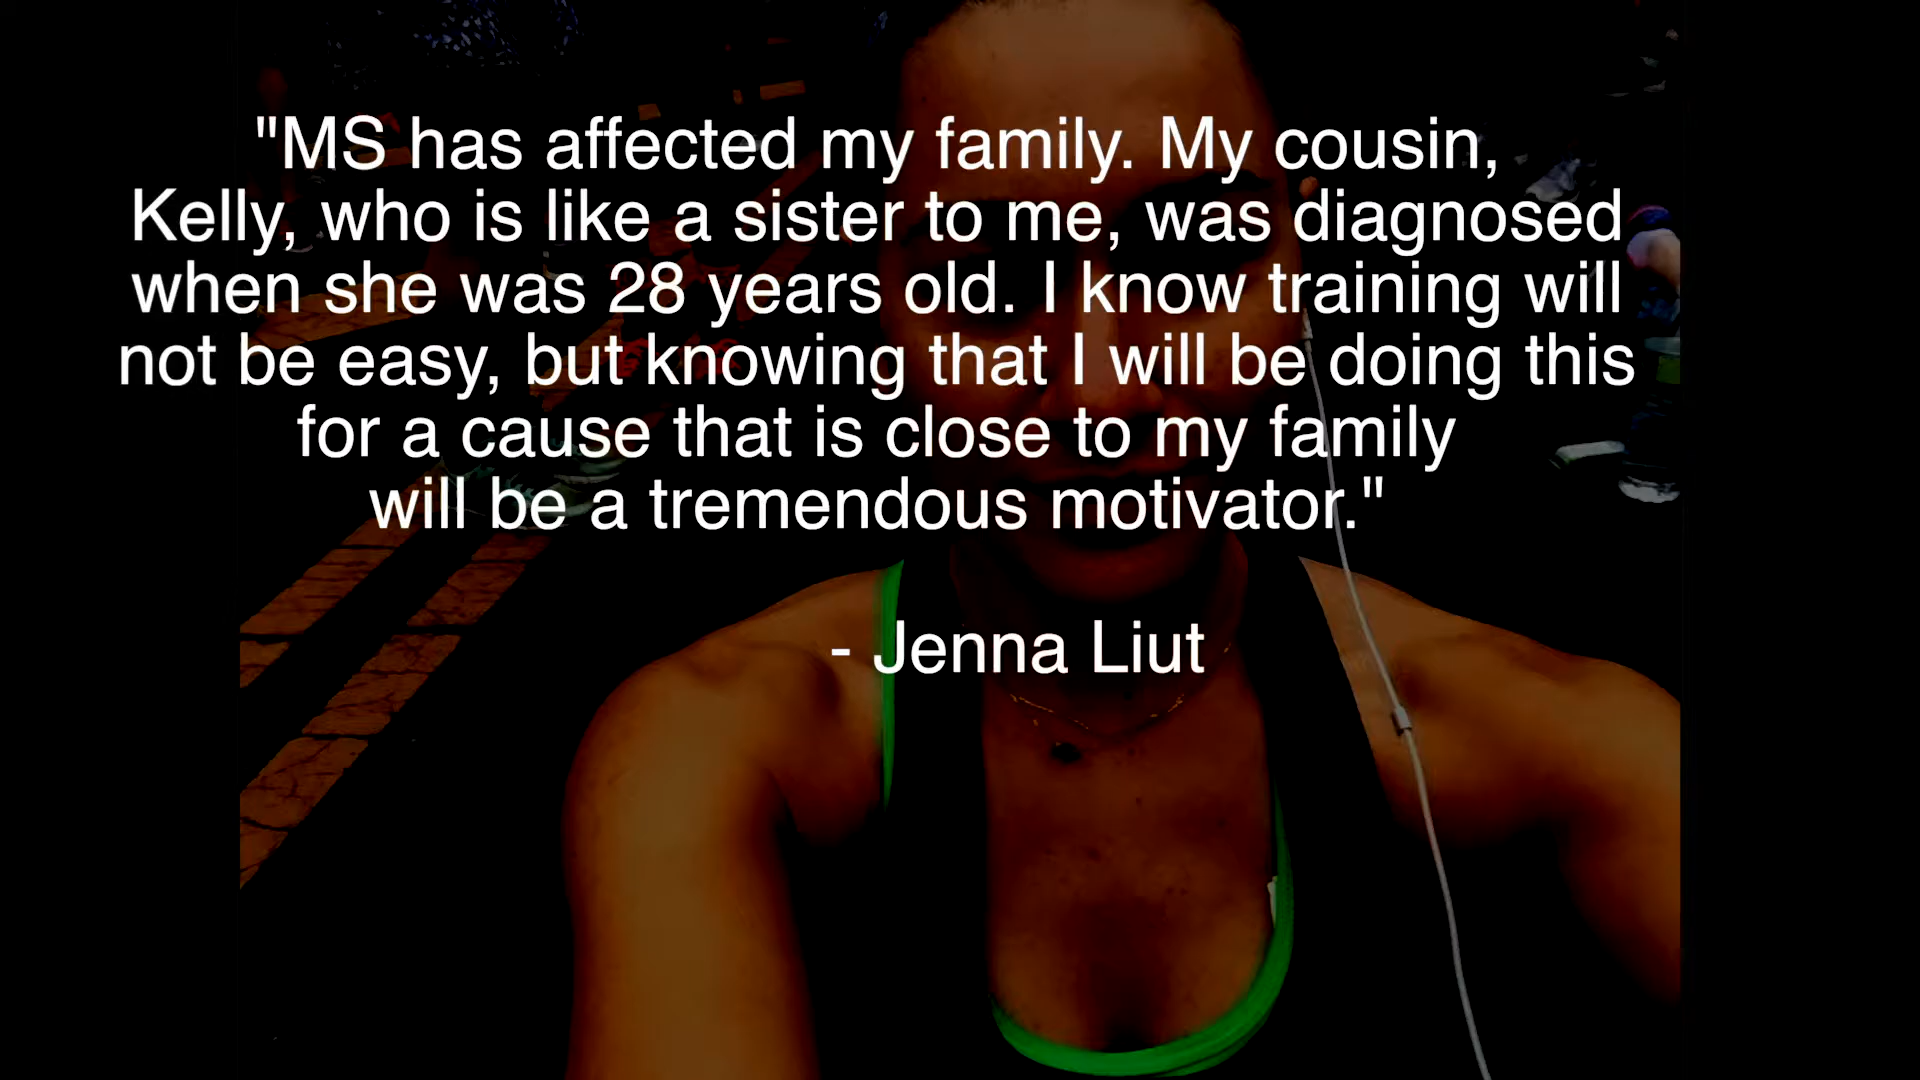 "MS has affected my family. My cousin,
Kelly, who is like a sister to me, was diagnosed
when she was 28 years old. I know training will
not be easy, but knowing that I will be doing this
for a cause that is close to my family
will be a tremendous motivator."
- Jenna Liut